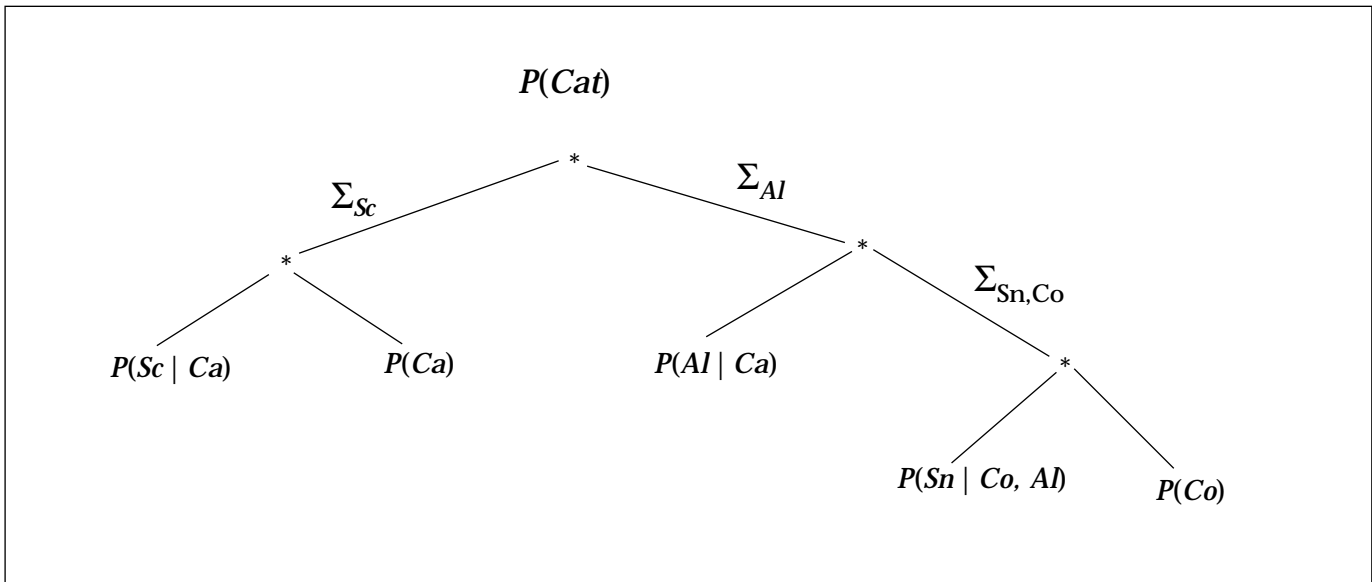 P(Cat)
*
Σ_Sc
Σ_Al
*
*
Σ_Sn,Co
P(Sc | Ca)
P(Ca)
P(Al | Ca)
*
P(Sn | Co, Al)
P(Co)